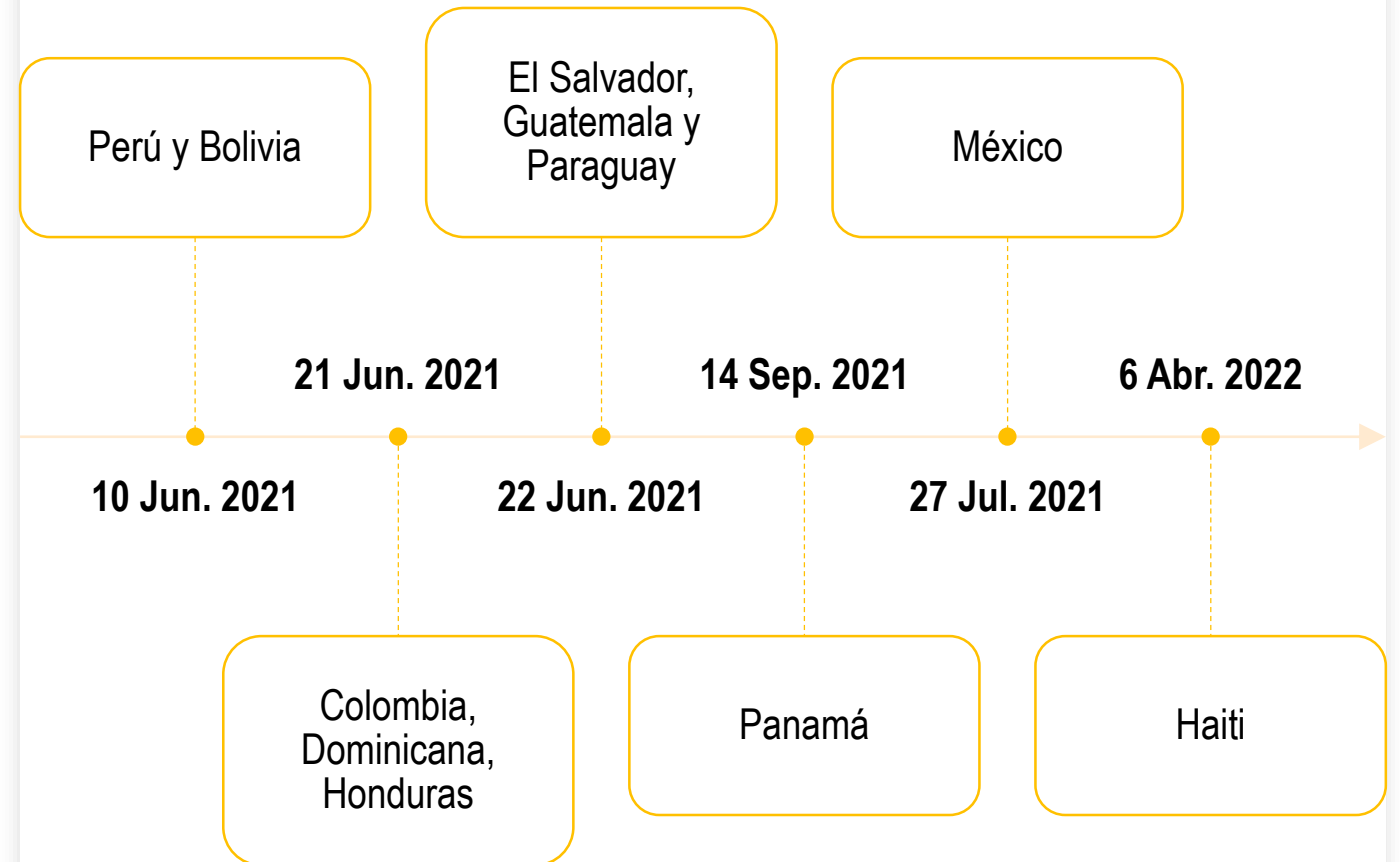 El Salvador,
Guatemala y
Paraguay
Perú y Bolivia
México
21 Jun. 2021
14 Sep. 2021
6 Abr. 2022
10 Jun. 2021
22 Jun. 2021
27 Jul. 2021
Colombia,
Dominicana,
Honduras
Panamá
Haiti